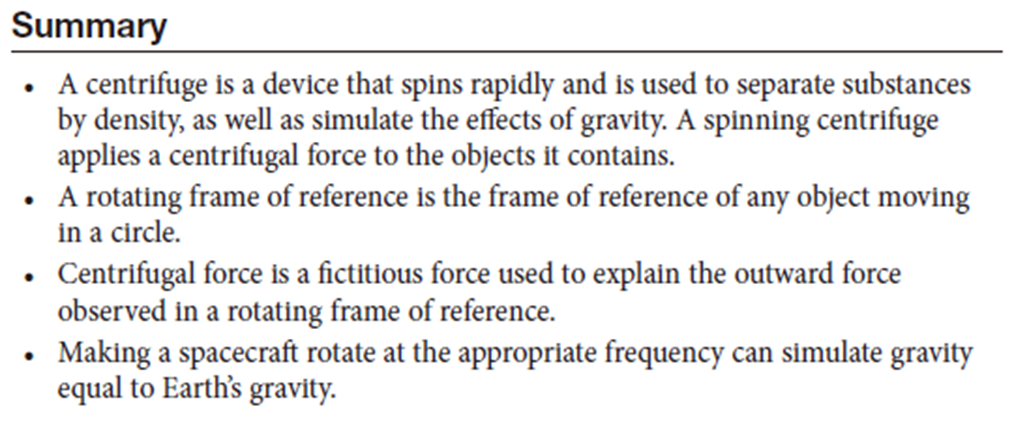 Summary
• A centrifuge is a device that spins rapidly and is used to separate substances
by density, as well as simulate the effects of gravity. A spinning centrifuge
applies a centrifugal force to the objects it contains.
• A rotating frame of reference is the frame of reference of any object moving
in a circle.
• Centrifugal force is a fictitious force used to explain the outward force
observed in a rotating frame of reference.
• Making a spacecraft rotate at the appropriate frequency can simulate gravity
equal to Earth's gravity.